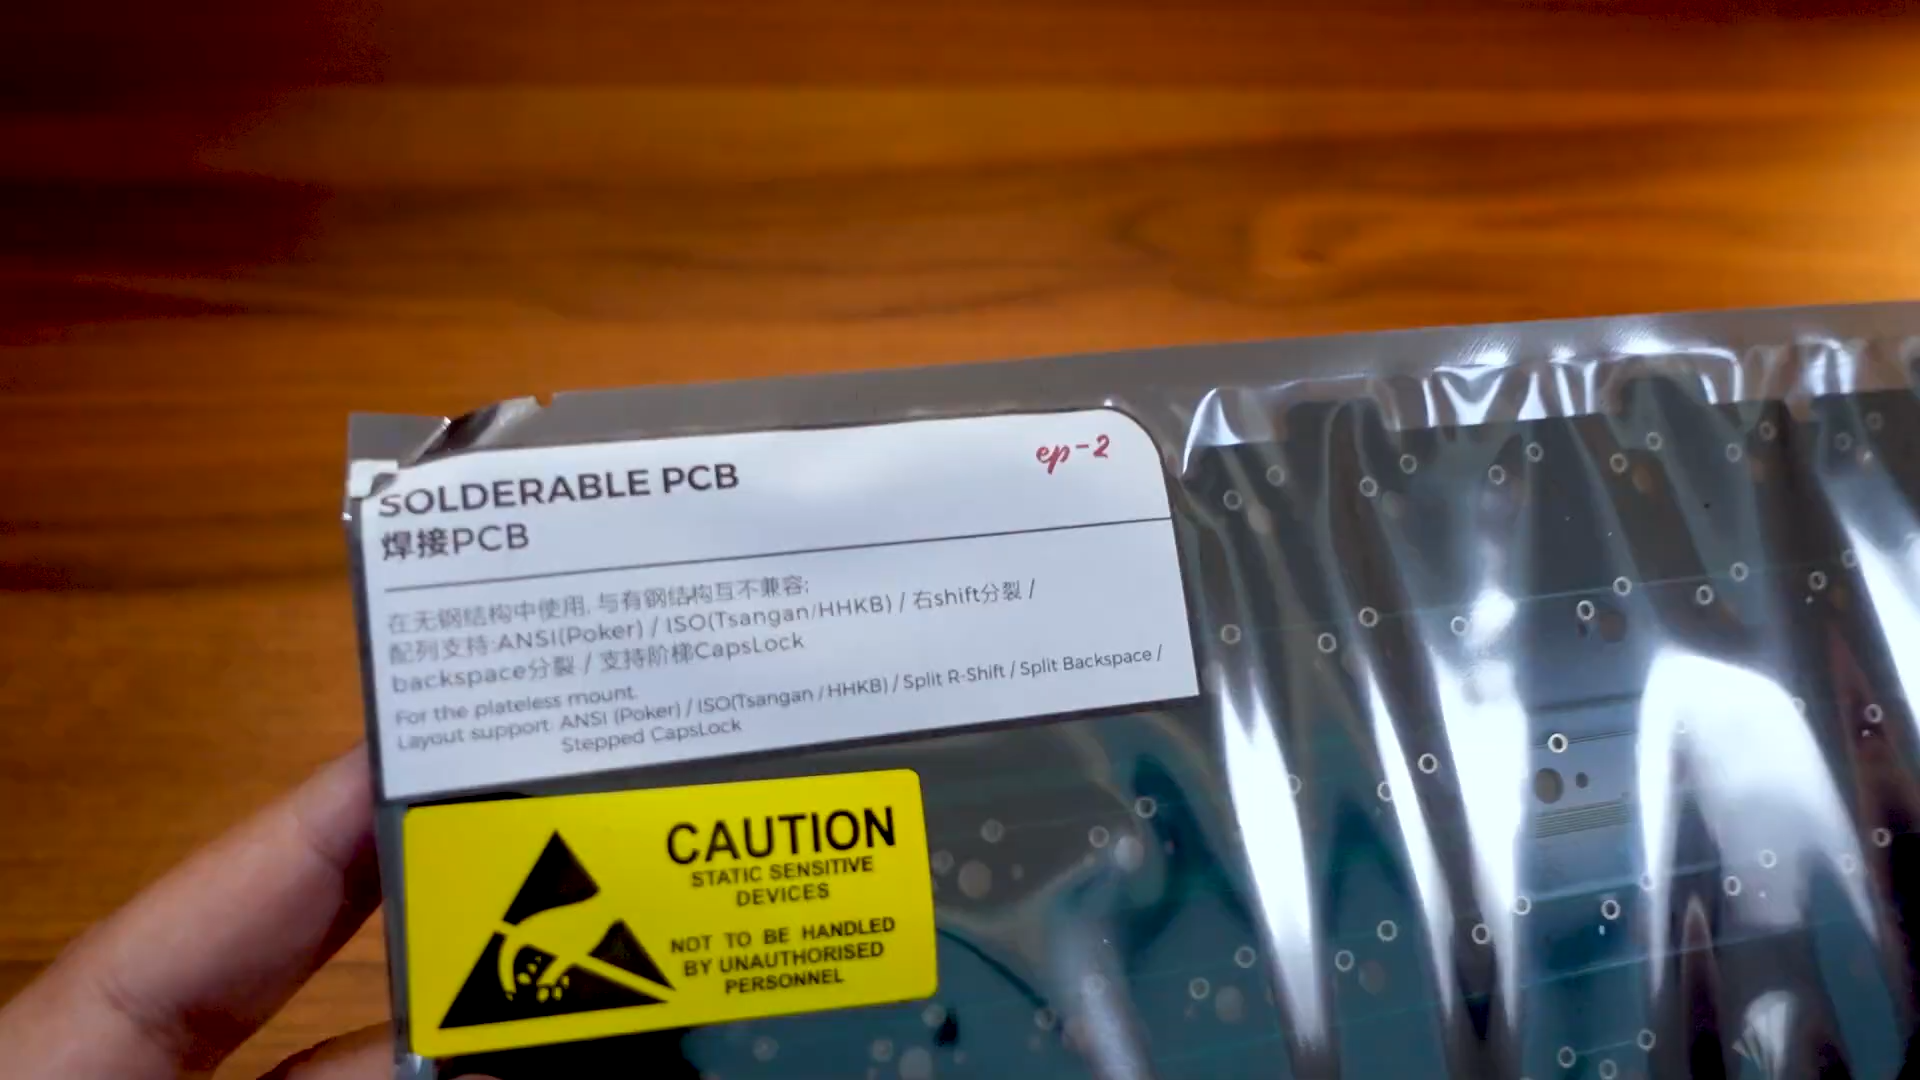 SOLDERABLE PCB
ep-2
焊接PCB
在无钢结构中使用, 与有钢结构互不兼容;
配列支持:ANSI(Poker) / ISO(Tsangan/HHKB) / 右shift分裂 /
backspace分裂 / 支持阶梯CapsLock
For the plateless mount.
Layout support: ANSI (Poker) / ISO(Tsangan / HHKB) / Split R-Shift / Split Backspace /
Stepped CapsLock
CAUTION
STATIC SENSITIVE
DEVICES
NOT TO BE HANDLED
BY UNAUTHORISED
PERSONNEL